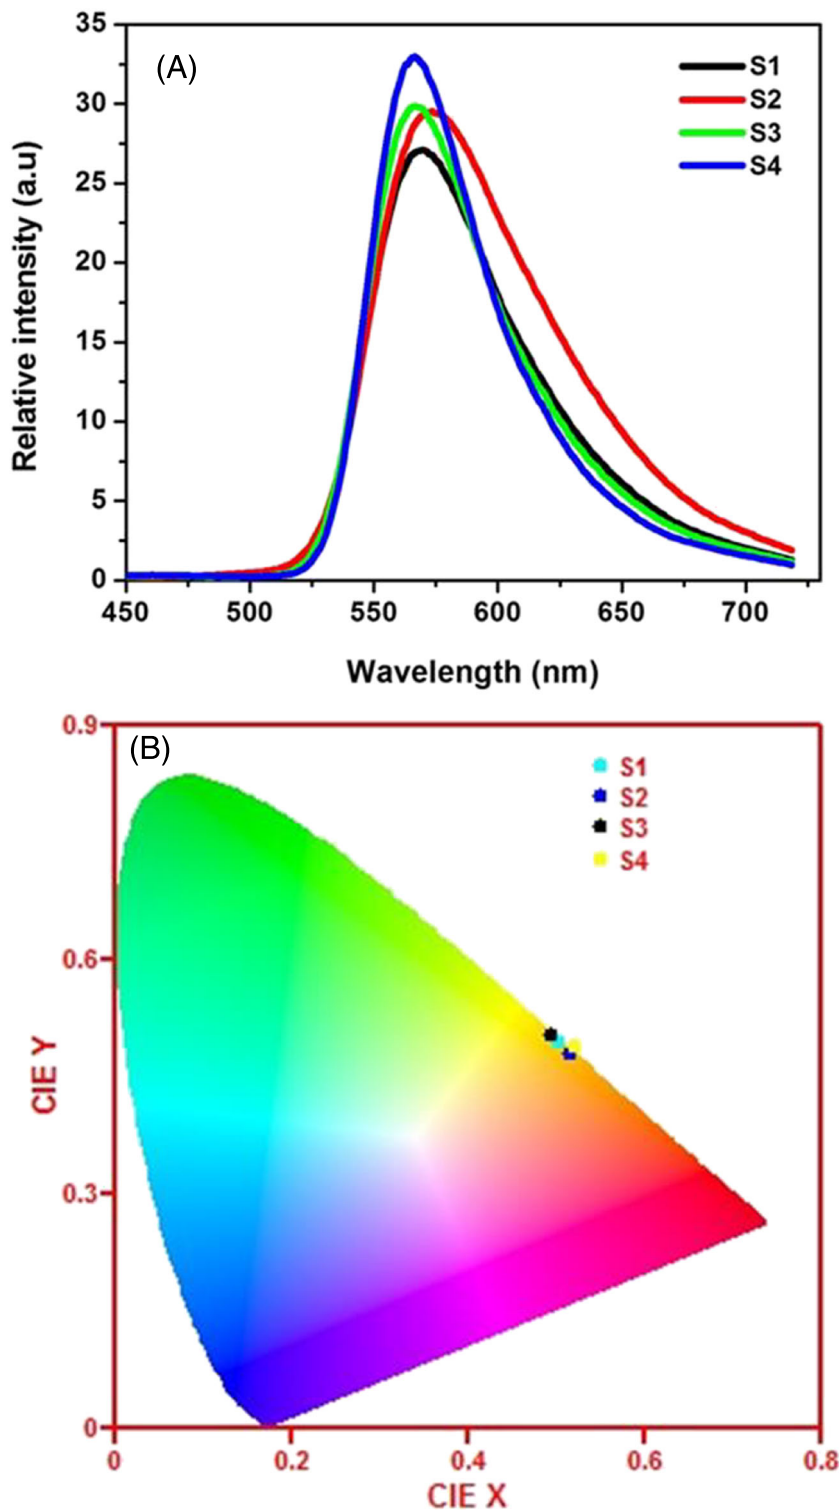 (A)
S1
S2
S3
S4
35
30
25
20
15
10
5
0
Relative intensity (a.u)
450 500 550 600 650 700
Wavelength (nm)
(B)
S1
S2
S3
S4
0.9
0.6
0.3
0
CIE Y
0 0.2 0.4 0.6 0.8
CIE X